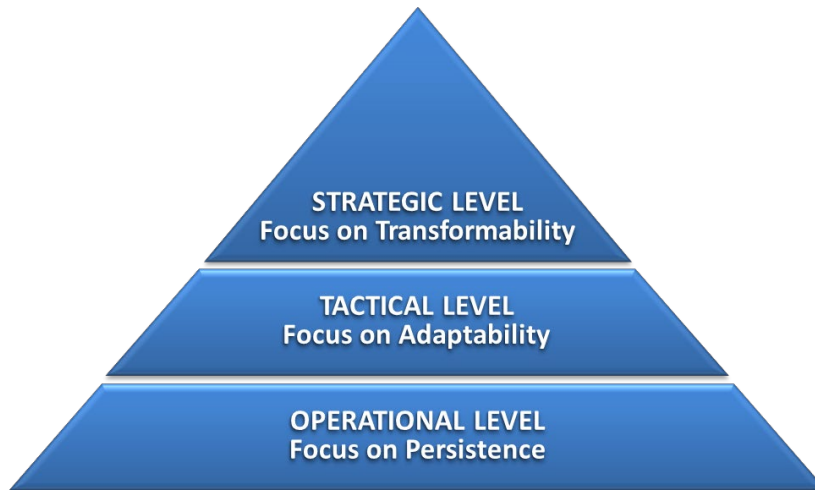 STRATEGIC LEVEL
Focus on Transformability
TACTICAL LEVEL
Focus on Adaptability
OPERATIONAL LEVEL
Focus on Persistence